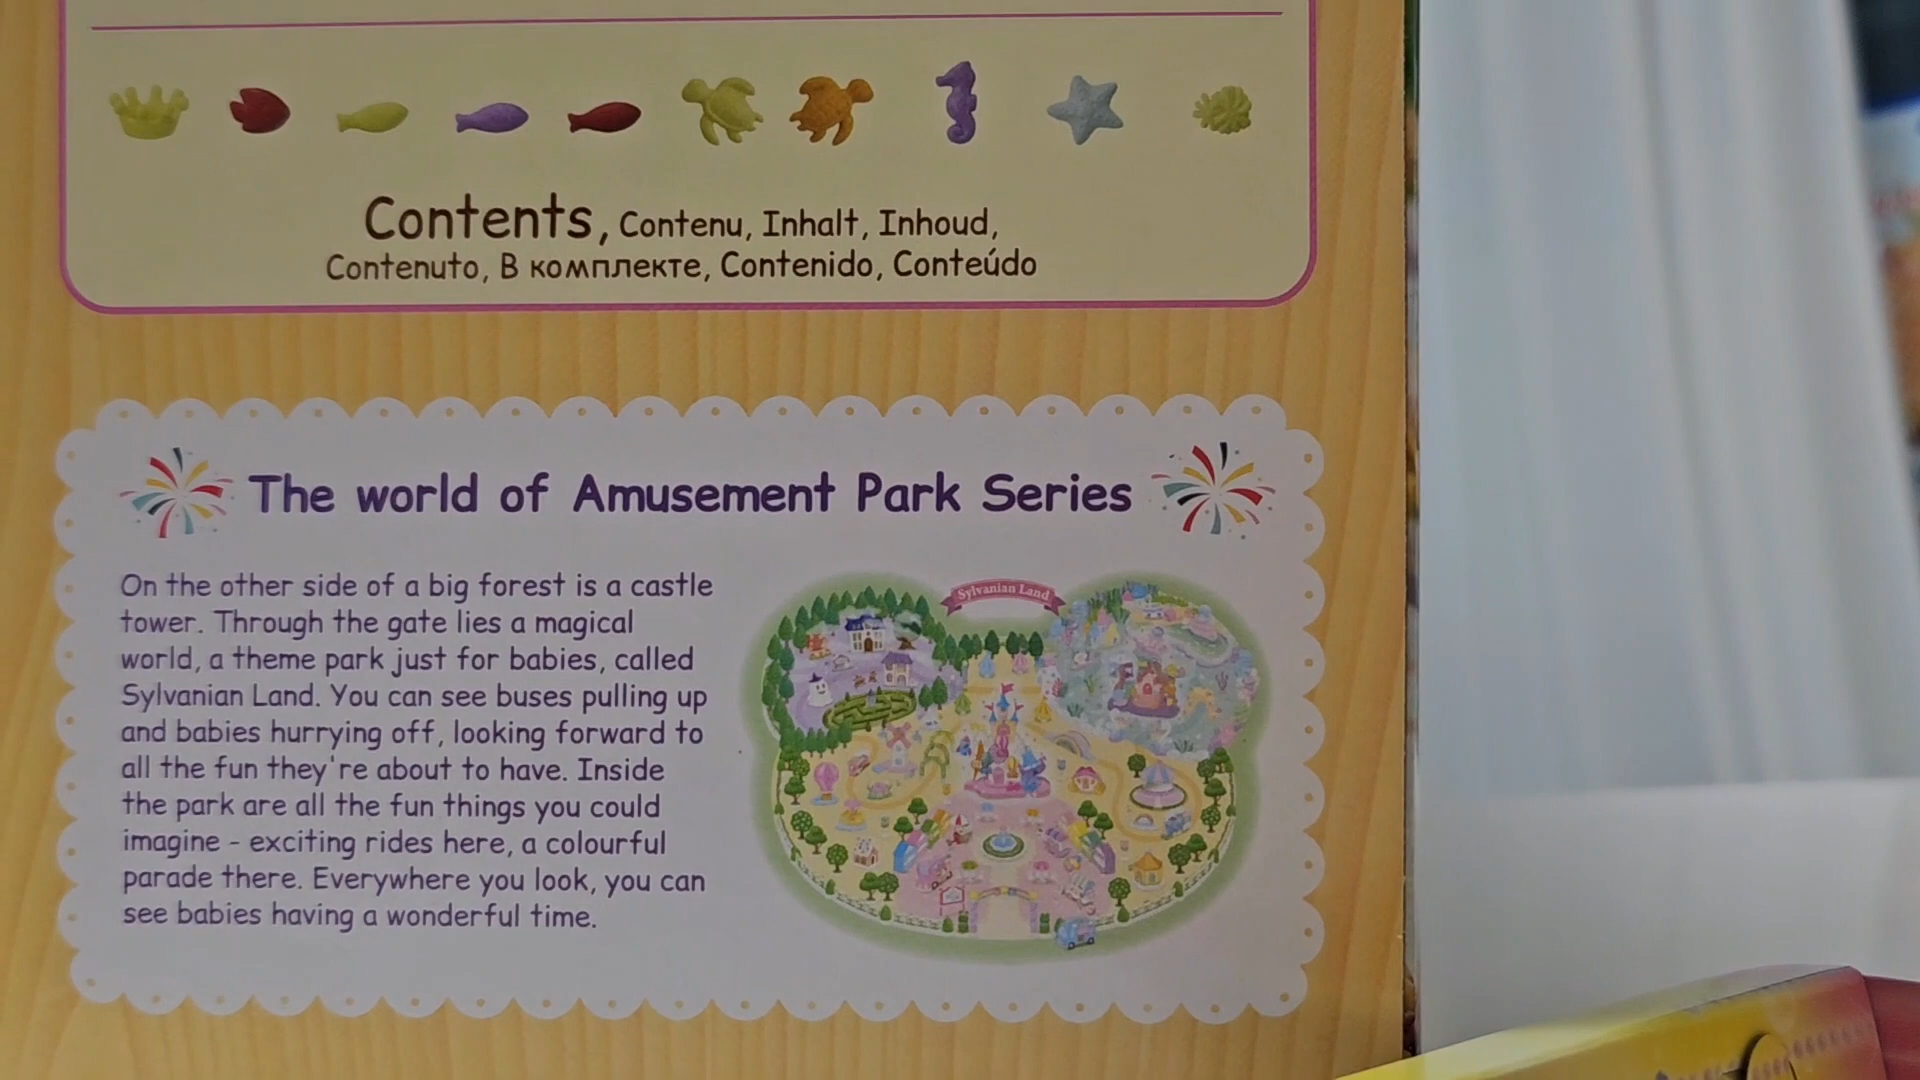 Contents, Contenu, Inhalt, Inhoud,
Contenuto, В комплекте, Contenido, Conteúdo
The world of Amusement Park Series
On the other side of a big forest is a castle
tower. Through the gate lies a magical
world, a theme park just for babies, called
Sylvanian Land. You can see buses pulling up
and babies hurrying off, looking forward to
all the fun they're about to have. Inside
the park are all the fun things you could
imagine - exciting rides here, a colourful
parade there. Everywhere you look, you can
see babies having a wonderful time.
Sylvanian Land